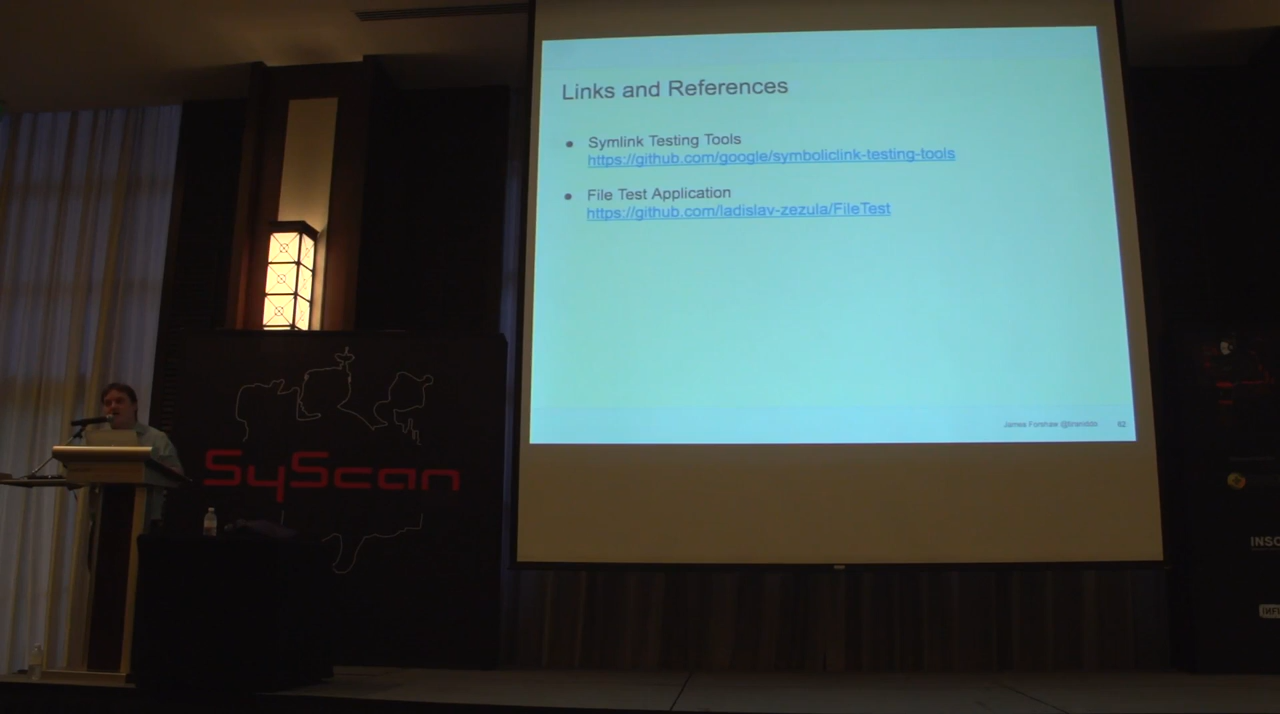 Links and References
● Symlink Testing Tools
https://github.com/google/symboliclink-testing-tools
● File Test Application
https://github.com/ladislav-zezula/FileTest
James Forshaw @tiraniddo 62
SyScan